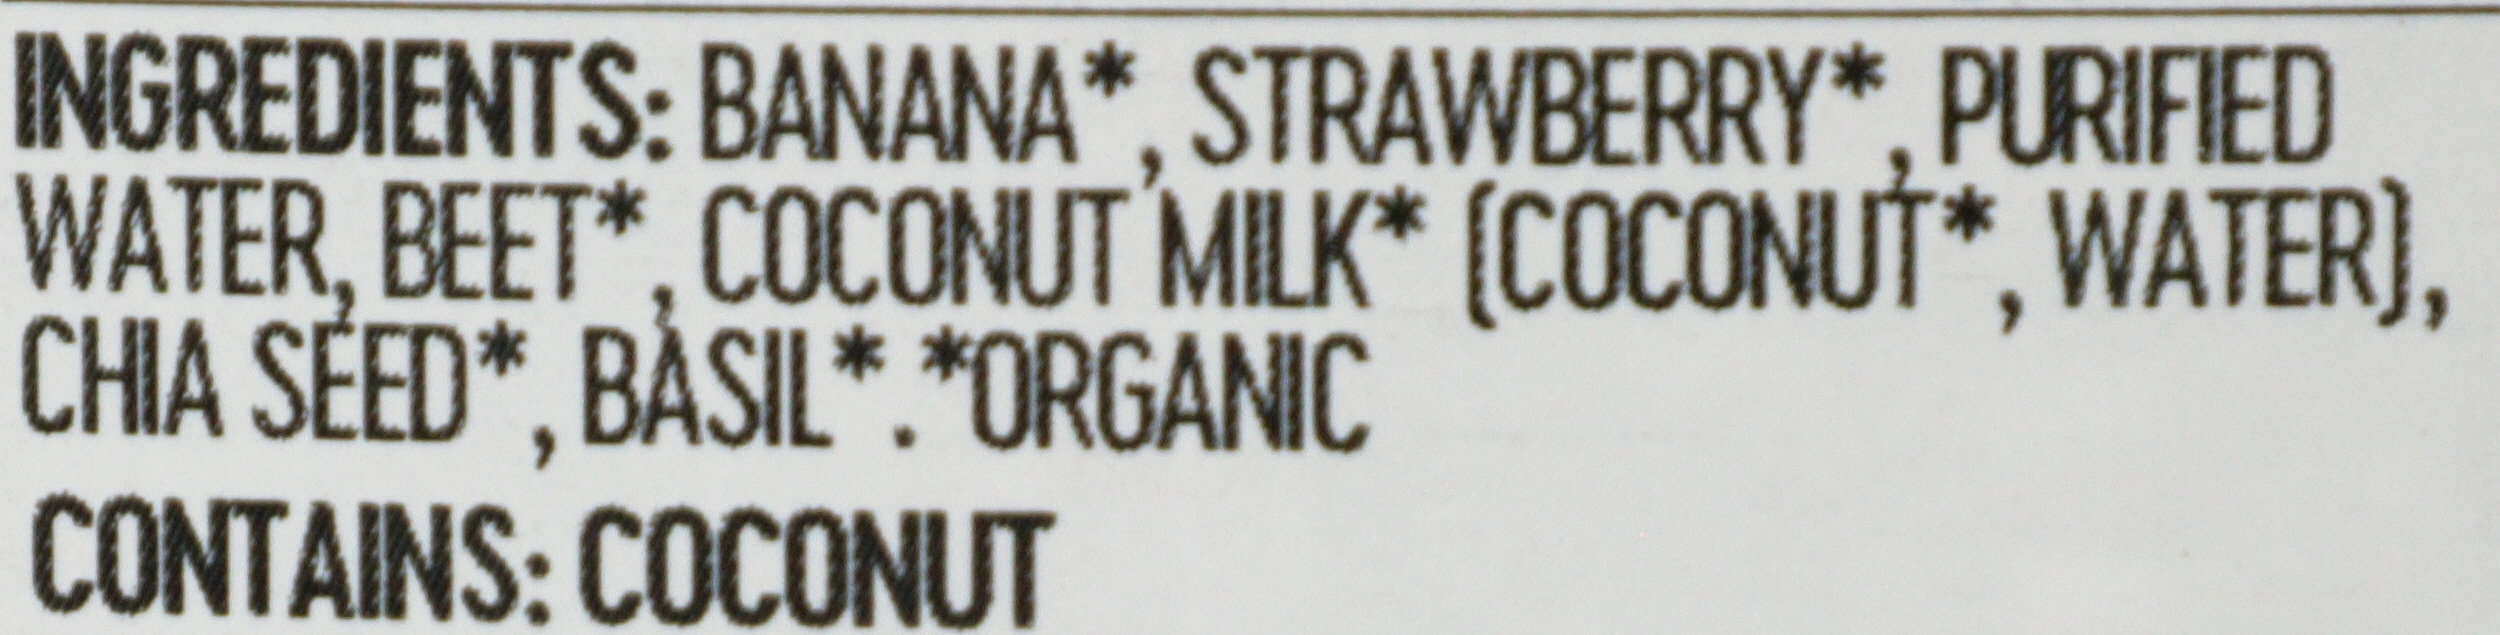 INGREDIENTS: BANANA*, STRAWBERRY*, PURIFIED
WATER, BEET*, COCONUT MILK* (COCONUT*, WATER),
CHIA SEED*, BASIL*. *ORGANIC
CONTAINS: COCONUT